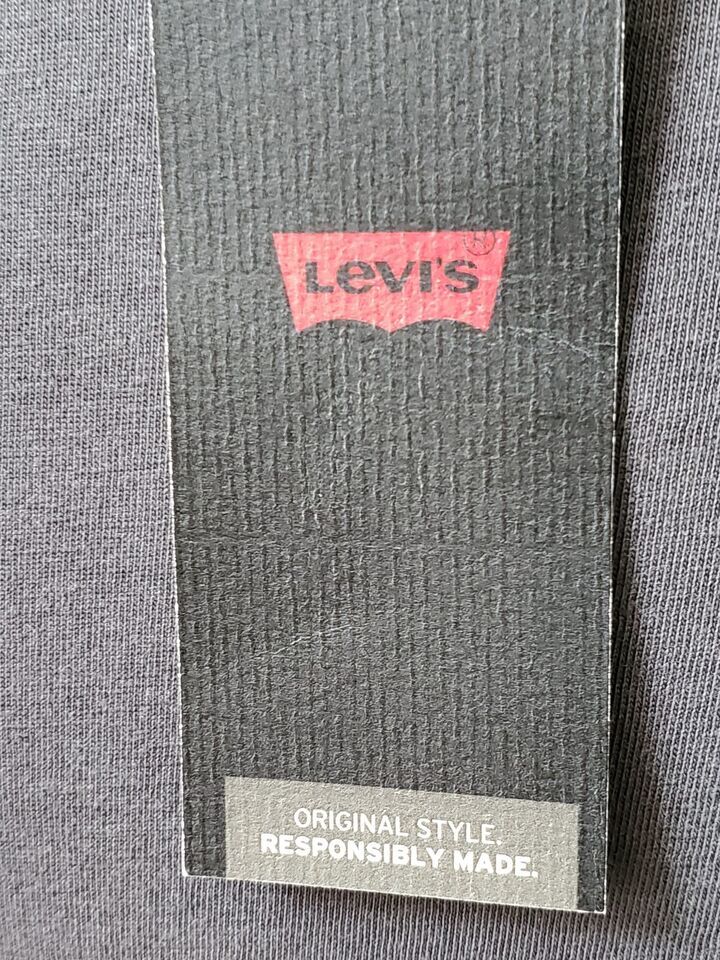 Levi's®
ORIGINAL STYLE.
RESPONSIBLY MADE.